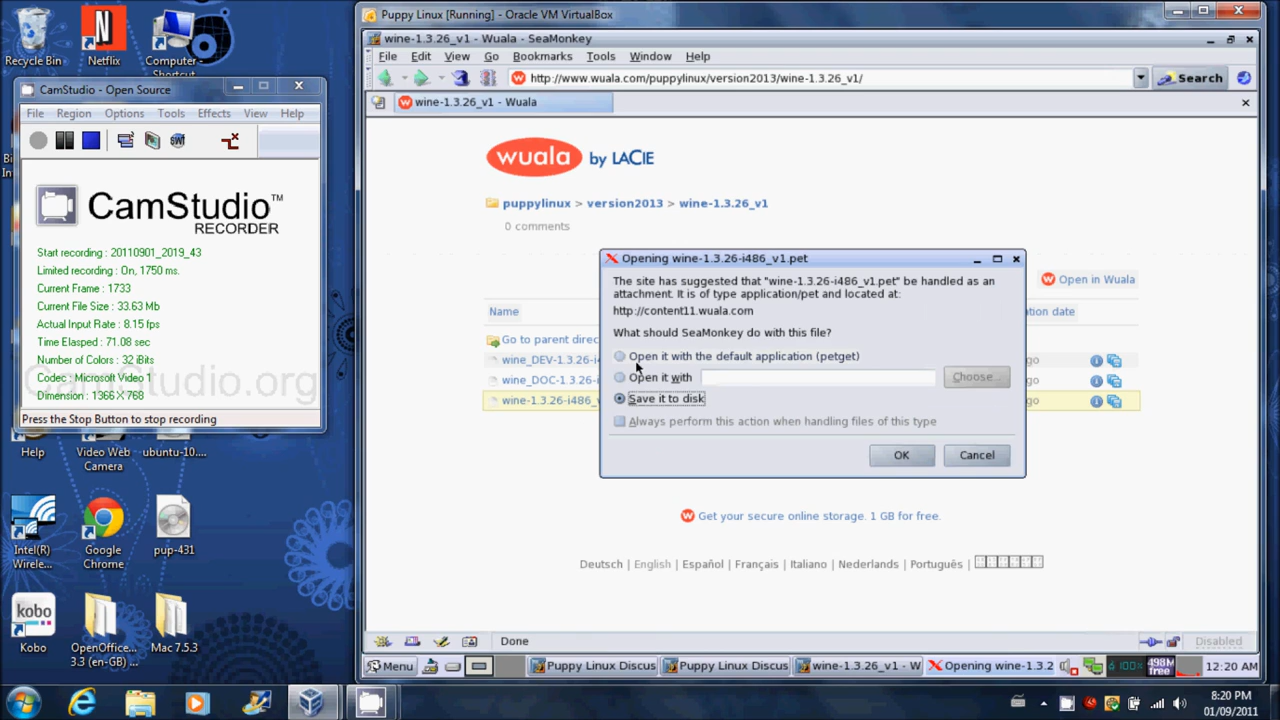 Recycle Bin
Netflix
Computer - Shortcut
CamStudio - Open Source
File Region Options Tools Effects View Help
SWF
CamStudio™
RECORDER
Start recording : 20110901_2019_43
Limited recording : On, 1750 ms.
Current Frame : 1733
Current File Size : 33.63 Mb
Actual Input Rate : 8.15 fps
Time Elasped : 71.08 sec
Number of Colors : 32 iBits
Codec : Microsoft Video 1
Dimension : 1366 X 768
CamStudio.org
Press the Stop Button to stop recording
Help
Video Web Camera
ubuntu-10....
Intel(R) Wirele...
Google Chrome
pup-431
Kobo
kobo
OpenOffice... 3.3 (en-GB) ...
Mac 7.5.3
Puppy Linux [Running] - Oracle VM VirtualBox
wine-1.3.26_v1 - Wuala - SeaMonkey
File Edit View Go Bookmarks Tools Window Help
http://www.wuala.com/puppylinux/version2013/wine-1.3.26_v1/
Search
wine-1.3.26_v1 - Wuala
wuala by LACIE
puppylinux > version2013 > wine-1.3.26_v1
0 comments
Open in Wuala
Name
Go to parent direc
wine_DEV-1.3.26-i
wine_DOC-1.3.26-
wine-1.3.26-i486_
Opening wine-1.3.26-i486_v1.pet
The site has suggested that "wine-1.3.26-i486_v1.pet" be handled as an
attachment. It is of type application/pet and located at:
http://content11.wuala.com
What should SeaMonkey do with this file?
Open it with the default application (petget)
Open it with
Choose...
Save it to disk
Always perform this action when handling files of this type
OK Cancel
Get your secure online storage. 1 GB for free.
Deutsch | English | Español | Français | Italiano | Nederlands | Português |
Done
Disabled
Menu
Puppy Linux Discus
Puppy Linux Discus
wine-1.3.26_v1 - W
Opening wine-1.3.2
100%
498M free
12:20 AM
8:20 PM
01/09/2011